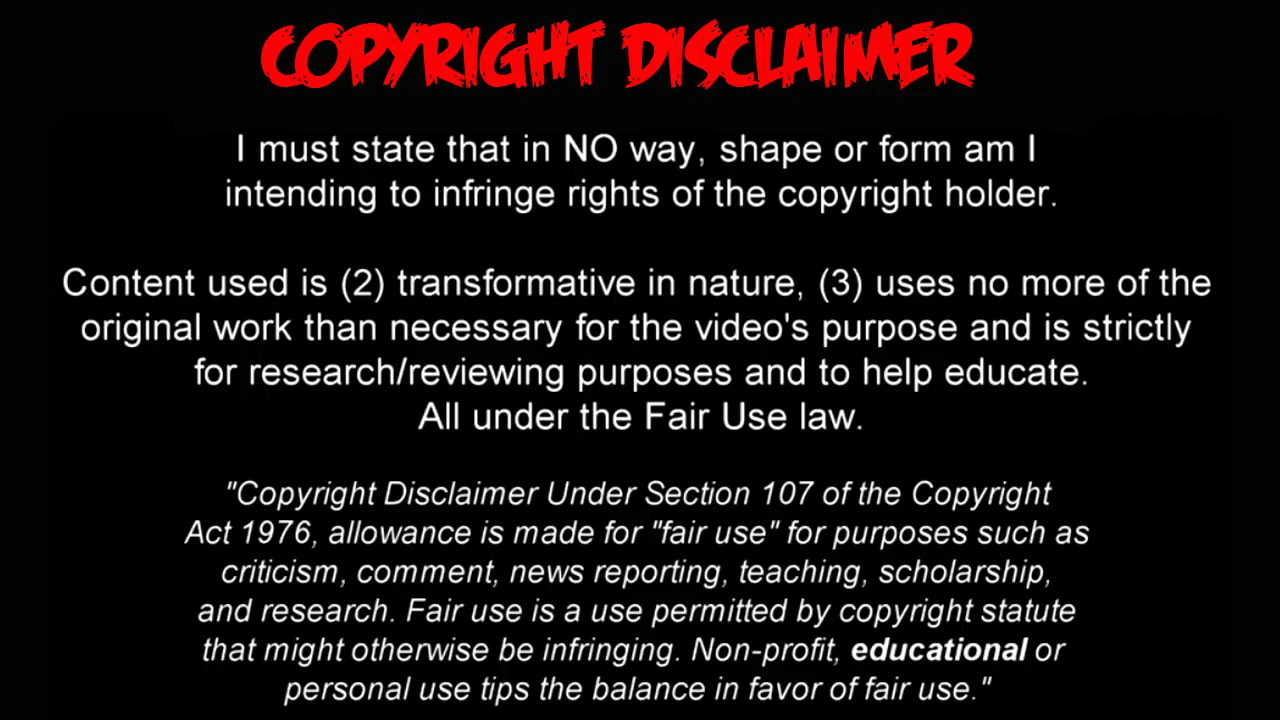 COPYRIGHT DISCLAIMER
I must state that in NO way, shape or form am I
intending to infringe rights of the copyright holder.
Content used is (2) transformative in nature, (3) uses no more of the
original work than necessary for the video's purpose and is strictly
for research/reviewing purposes and to help educate.
All under the Fair Use law.
"Copyright Disclaimer Under Section 107 of the Copyright
Act 1976, allowance is made for "fair use" for purposes such as
criticism, comment, news reporting, teaching, scholarship,
and research. Fair use is a use permitted by copyright statute
that might otherwise be infringing. Non-profit, educational or
personal use tips the balance in favor of fair use."